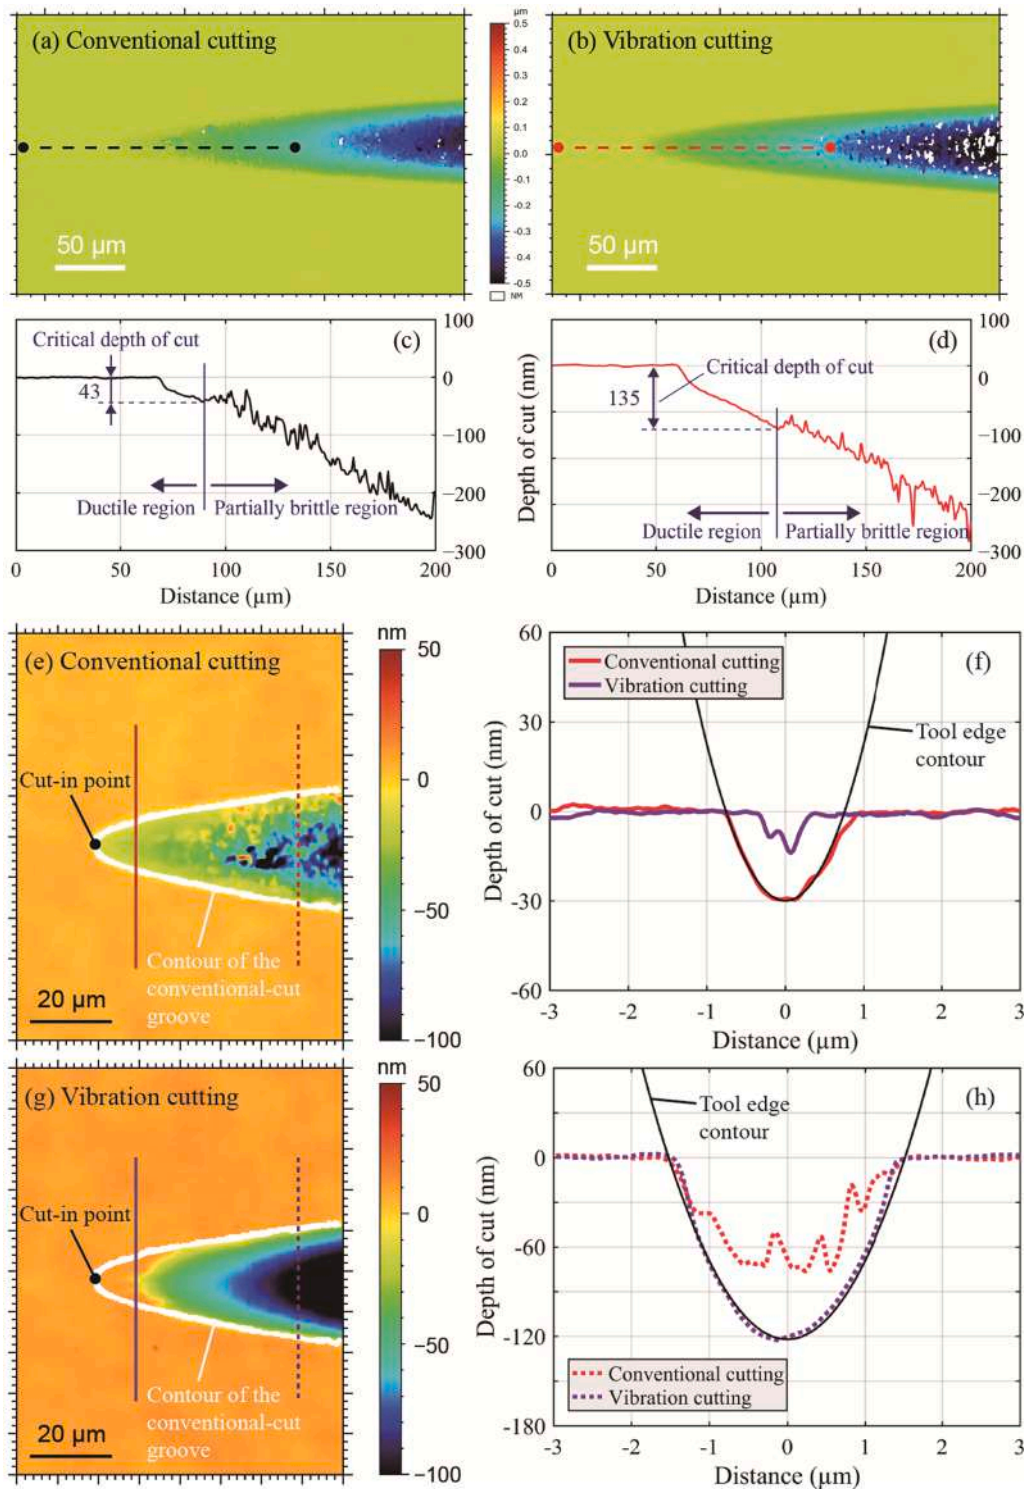 (a) Conventional cutting
µm
0.5
0.4
0.3
0.2
0.1
0.0
-0.1
-0.2
-0.3
-0.4
-0.5
NM
50 µm
(b) Vibration cutting
50 µm
(c)
Critical depth of cut
43
Ductile region
Partially brittle region
100
0
−100
−200
−300
0 50 100 150 200
Distance (µm)
(d)
Critical depth of cut
135
Ductile region
Partially brittle region
Depth of cut (nm)
100
0
−100
−200
−300
0 50 100 150 200
Distance (µm)
(e) Conventional cutting
Cut-in point
Contour of the
conventional-cut
groove
20 µm
nm
50
0
−50
−100
(f)
Conventional cutting
Vibration cutting
Tool edge
contour
Depth of cut (nm)
60
30
0
-30
-60
-3 -2 -1 0 1 2 3
Distance (µm)
(g) Vibration cutting
Cut-in point
Contour of the
conventional-cut
groove
20 µm
nm
50
0
−50
−100
(h)
Tool edge
contour
Conventional cutting
Vibration cutting
Depth of cut (nm)
60
0
-60
-120
-180
-3 -2 -1 0 1 2 3
Distance (µm)